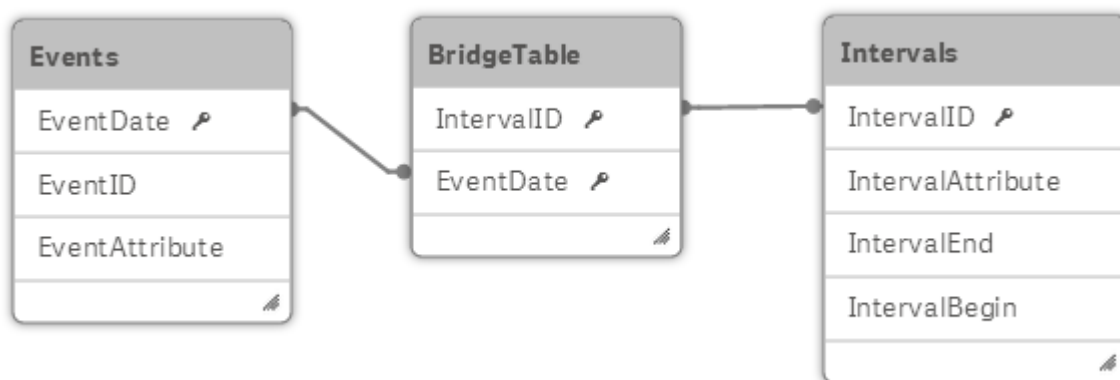 Events
EventDate
EventID
EventAttribute
BridgeTable
IntervalID
EventDate
Intervals
IntervalID
IntervalAttribute
IntervalEnd
IntervalBegin